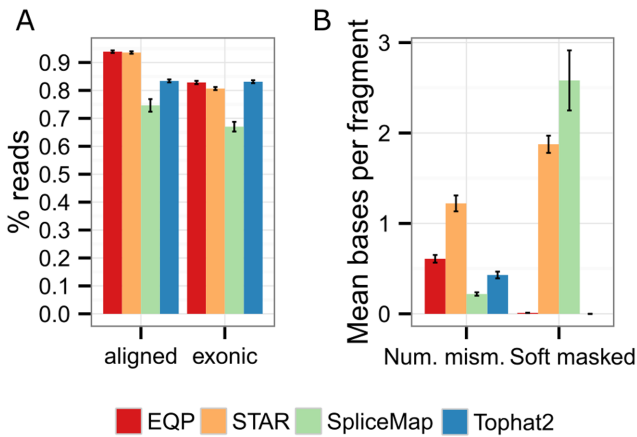 A
% reads
0.9
0.8
0.7
0.6
0.5
0.4
0.3
0.2
0.1
0.0
aligned exonic
B
Mean bases per fragment
3
2
1
0
Num. mism. Soft masked
EQP STAR SpliceMap Tophat2